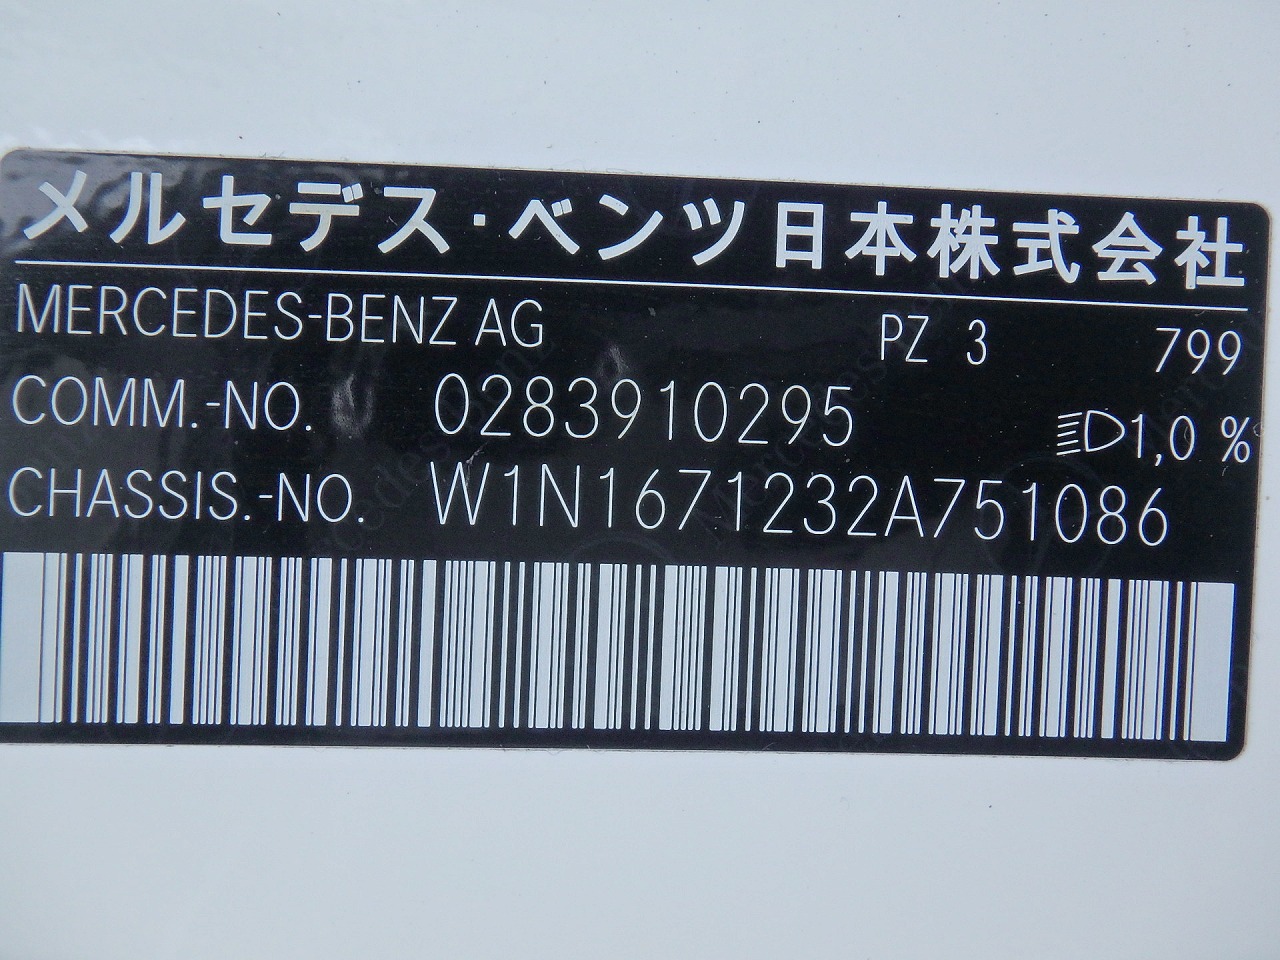 メルセデス・ベンツ日本株式会社
MERCEDES-BENZ AG PZ 3 799
COMM.-NO. 0283910295 1,0 %
CHASSIS.-NO. W1N1671232A751086